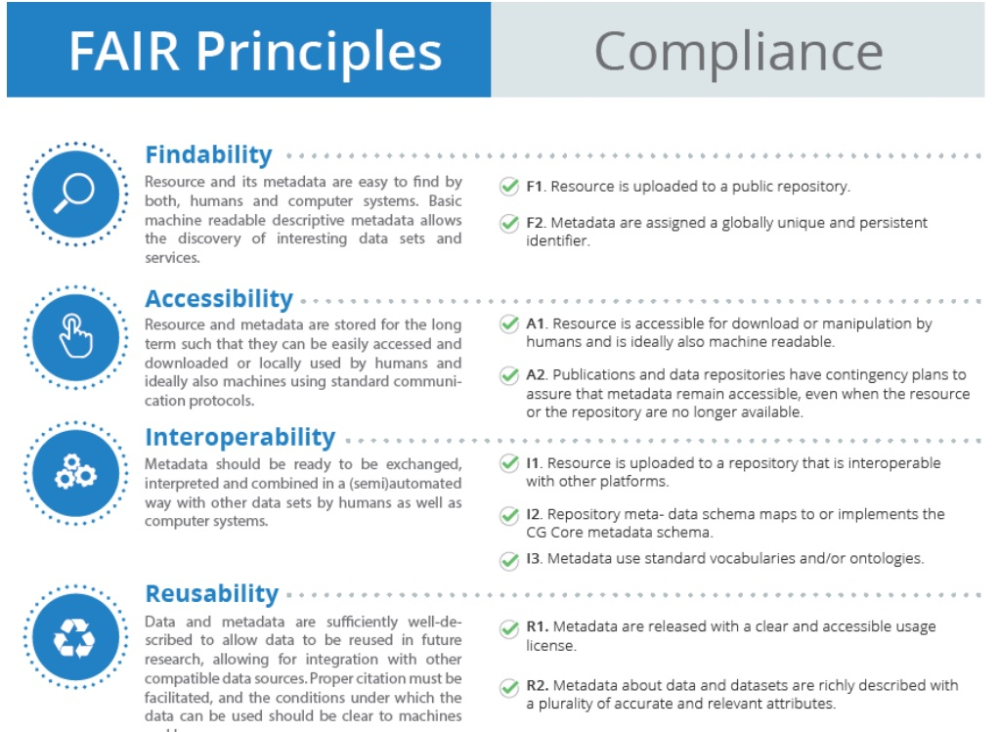 FAIR Principles
Compliance
Findability
Resource and its metadata are easy to find by
both, humans and computer systems. Basic
machine readable descriptive metadata allows
the discovery of interesting data sets and
services.
F1. Resource is uploaded to a public repository.
F2. Metadata are assigned a globally unique and persistent
identifier.
Accessibility
Resource and metadata are stored for the long
term such that they can be easily accessed and
downloaded or locally used by humans and
ideally also machines using standard communi-
cation protocols.
A1. Resource is accessible for download or manipulation by
humans and is ideally also machine readable.
A2. Publications and data repositories have contingency plans to
assure that metadata remain accessible, even when the resource
or the repository are no longer available.
Interoperability
Metadata should be ready to be exchanged,
interpreted and combined in a (semi)automated
way with other data sets by humans as well as
computer systems.
I1. Resource is uploaded to a repository that is interoperable
with other platforms.
I2. Repository meta- data schema maps to or implements the
CG Core metadata schema.
I3. Metadata use standard vocabularies and/or ontologies.
Reusability
Data and metadata are sufficiently well-de-
scribed to allow data to be reused in future
research, allowing for integration with other
compatible data sources. Proper citation must be
facilitated, and the conditions under which the
data can be used should be clear to machines
R1. Metadata are released with a clear and accessible usage
license.
R2. Metadata about data and datasets are richly described with
a plurality of accurate and relevant attributes.